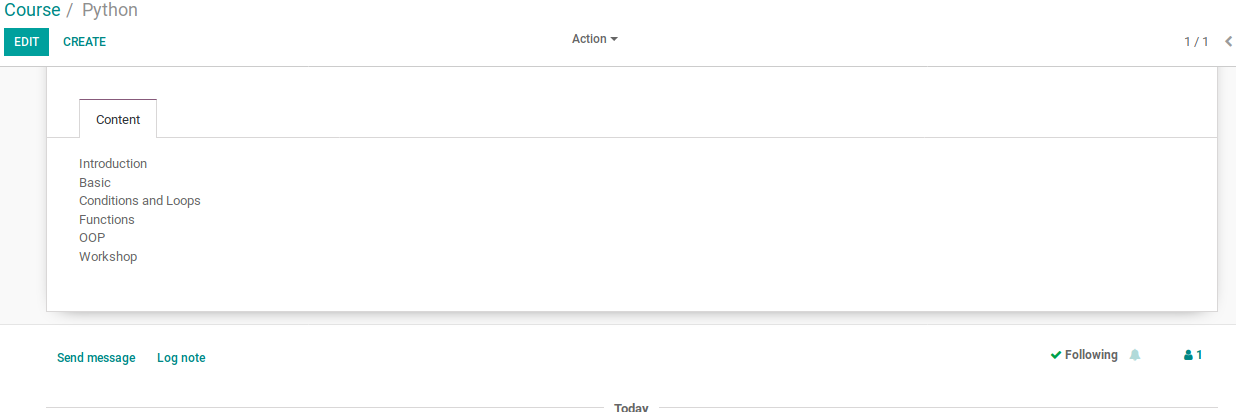 Course / Python
EDIT CREATE Action 1 / 1
Content
Introduction
Basic
Conditions and Loops
Functions
OOP
Workshop
Send message Log note Following 1
Today